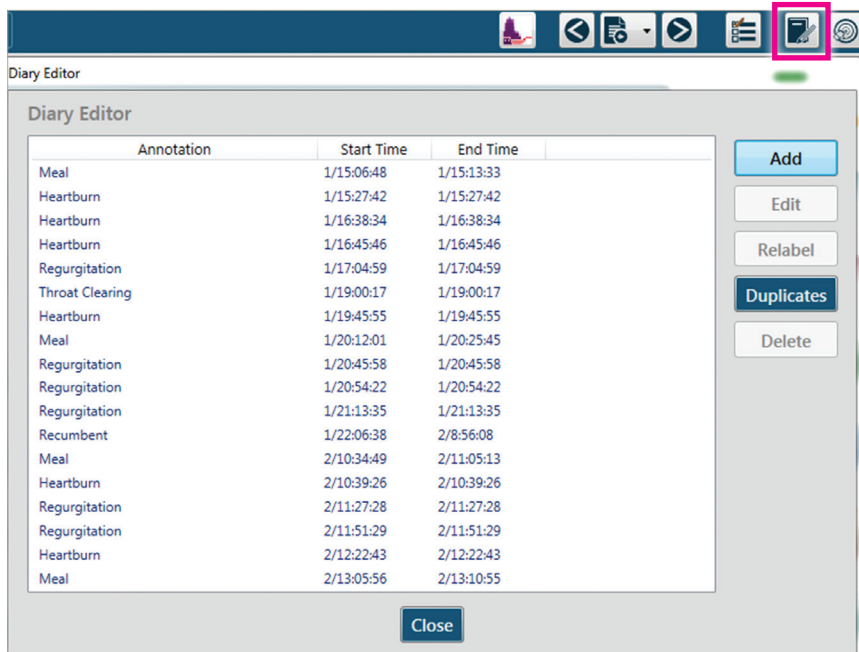 Diary Editor
Diary Editor
Annotation Start Time End Time
Meal 1/15:06:48 1/15:13:33
Heartburn 1/15:27:42 1/15:27:42
Heartburn 1/16:38:34 1/16:38:34
Heartburn 1/16:45:46 1/16:45:46
Regurgitation 1/17:04:59 1/17:04:59
Throat Clearing 1/19:00:17 1/19:00:17
Heartburn 1/19:45:55 1/19:45:55
Meal 1/20:12:01 1/20:25:45
Regurgitation 1/20:45:58 1/20:45:58
Regurgitation 1/20:54:22 1/20:54:22
Regurgitation 1/21:13:35 1/21:13:35
Recumbent 1/22:06:38 2/8:56:08
Meal 2/10:34:49 2/11:05:13
Heartburn 2/10:39:26 2/10:39:26
Regurgitation 2/11:27:28 2/11:27:28
Regurgitation 2/11:51:29 2/11:51:29
Heartburn 2/12:22:43 2/12:22:43
Meal 2/13:05:56 2/13:10:55
Add
Edit
Relabel
Duplicates
Delete
Close